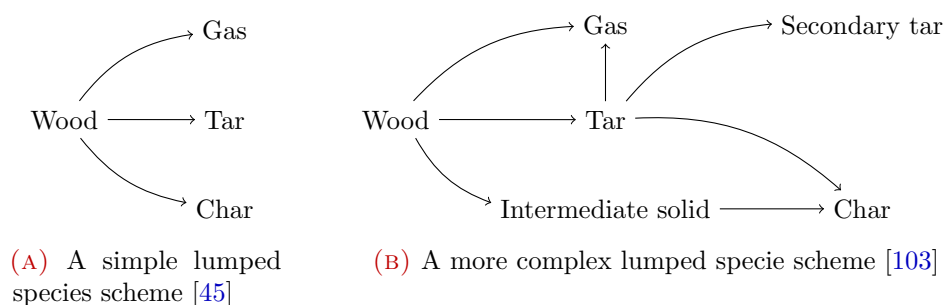 Gas
Wood
Tar
Char
(A) A simple lumped
species scheme [45]
Gas
Secondary tar
Wood
Tar
Intermediate solid
Char
(B) A more complex lumped specie scheme [103]